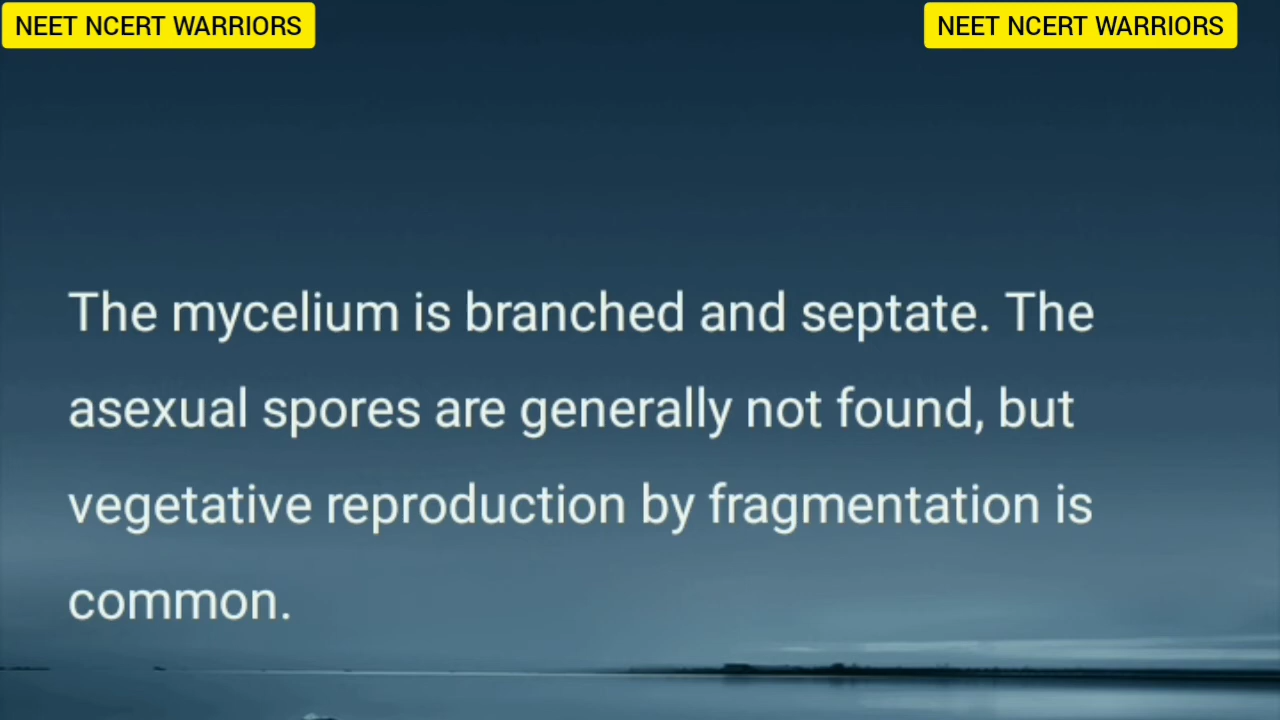 NEET NCERT WARRIORS
NEET NCERT WARRIORS
The mycelium is branched and septate. The
asexual spores are generally not found, but
vegetative reproduction by fragmentation is
common.